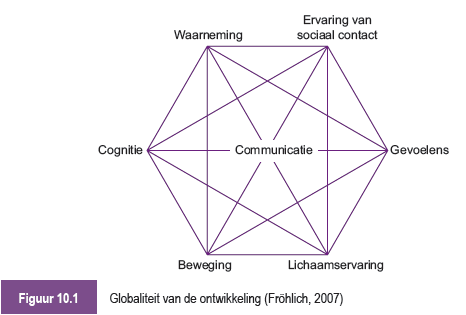 Ervaring van
sociaal contact
Waarneming
Cognitie
Communicatie
Gevoelens
Beweging
Lichaamservaring
Figuur 10.1
Globaliteit van de ontwikkeling (Fröhlich, 2007)